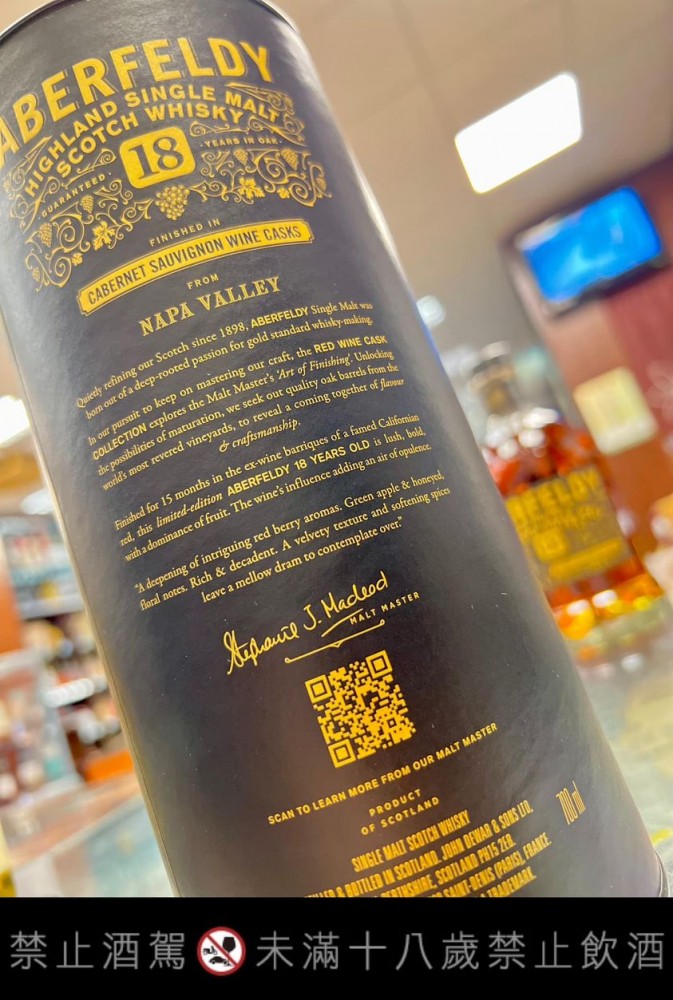 ABERFELDY
HIGHLAND SINGLE MALT
SCOTCH WHISKY
GUARANTEED
18
YEARS IN OAK
FINISHED IN
CABERNET SAUVIGNON WINE CASKS
FROM
NAPA VALLEY
Quietly refining our Scotch since 1898, ABERFELDY Single Malt was
born out of a deep-rooted passion for gold standard whisky-making.
In our pursuit to keep on mastering our craft, the RED WINE CASK
COLLECTION explores the Malt Master's 'Art of Finishing'. Unlocking
the possibilities of maturation, we seek our quality oak barrels from the
world's most revered vineyards, to reveal a coming together of flavour
& craftsmanship.
Finished for 15 months in the ex-wine barriques of a famed Californian
red, this limited-edition ABERFELDY 18 YEARS OLD is lush, bold,
with a dominance of fruit. The wine's influence adding an air of opulence.
"A deepening of intriguing red berry aromas. Green apple & honeyed,
floral notes. Rich & decadent. A velvety texture and softening spices
leave a mellow dram to contemplate over."
Stephanie J. Macleod
MALT MASTER
SCAN TO LEARN MORE FROM OUR MALT MASTER
PRODUCT
OF SCOTLAND
700 ml
SINGLE MALT SCOTCH WHISKY
& BOTTLED IN SCOTLAND, JOHN DEWAR & SONS LTD.
PERTHSHIRE, SCOTLAND PH15 2EB.
SAINT-DENIS (PARIS), FRANCE.
TRADEMARK.
18
禁止酒駕 未滿十八歲禁止飲酒